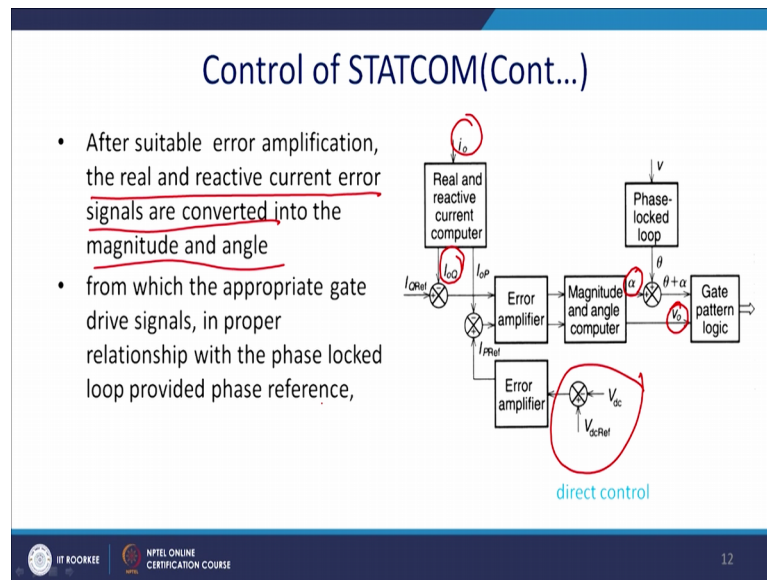 Control of STATCOM(Cont...)
• After suitable error amplification,
the real and reactive current error
signals are converted into the
magnitude and angle
• from which the appropriate gate
drive signals, in proper
relationship with the phase locked
loop provided phase reference,
i₀
Real and
reactive
current
computer
v
Phase-
locked
loop
θ
IQRef
IoQ
IoP
Error
amplifier
Magnitude
and angle
computer
α
θ+α
Vo
Gate
pattern
logic
IPRef
Error
amplifier
Vdc
VdcRef
direct control
IIT ROORKEE
NPTEL ONLINE
CERTIFICATION COURSE
12